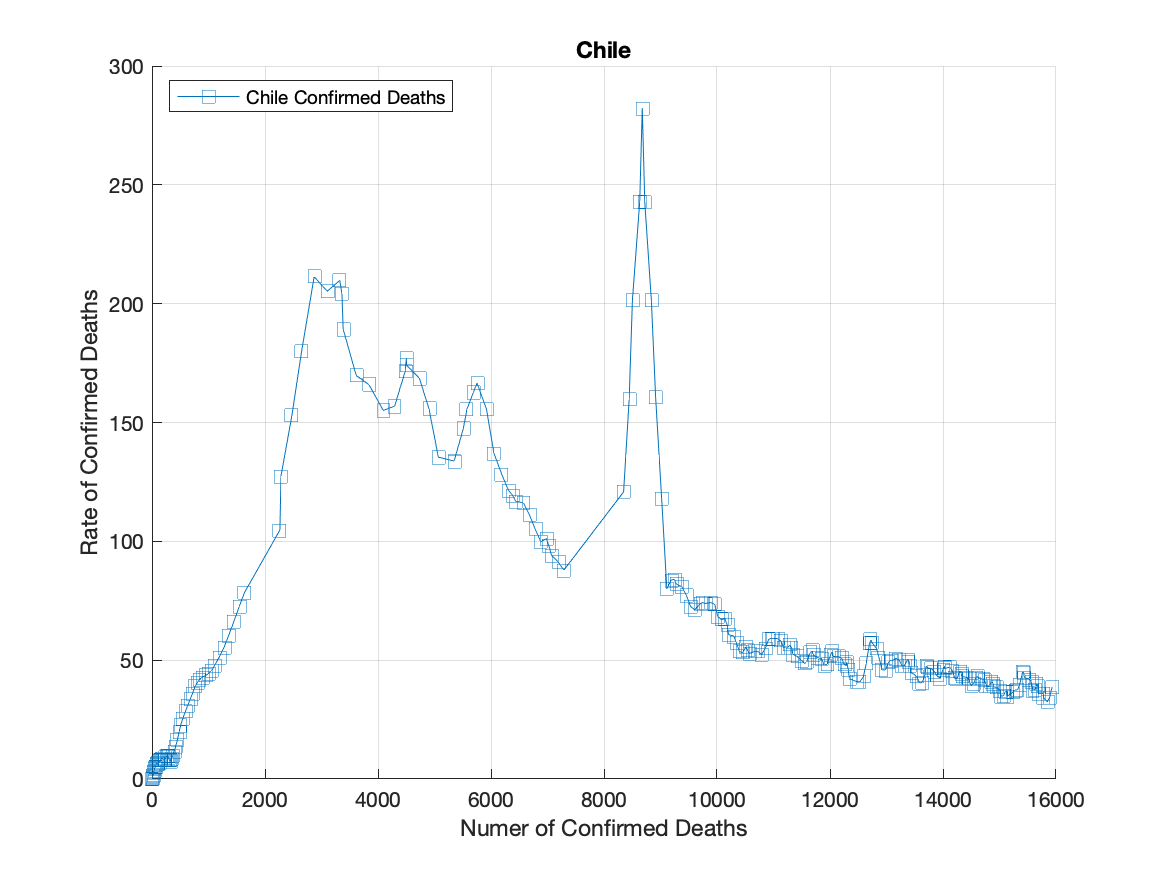 Chile
Chile Confirmed Deaths
300
250
200
150
100
50
0
Rate of Confirmed Deaths
0 2000 4000 6000 8000 10000 12000 14000 16000
Numer of Confirmed Deaths